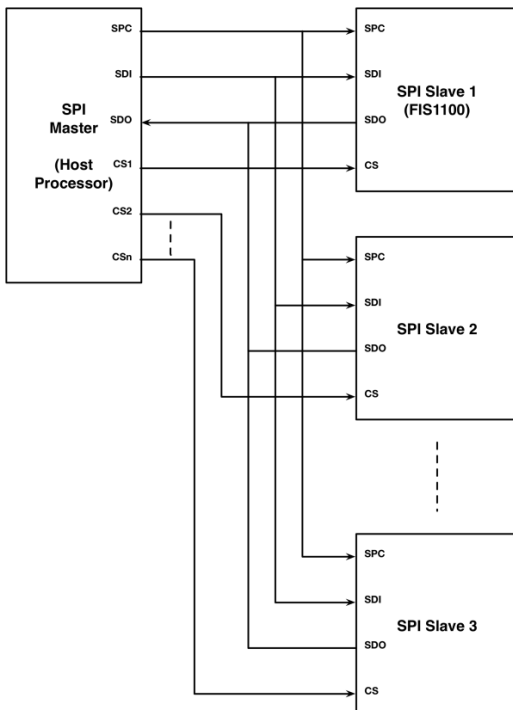 SPC
SDI
SPI
Master
SDO
(Host
Processor)
CS1
CS2
CSn
SPC
SDI
SPI Slave 1
(FIS1100)
SDO
CS
SPC
SDI
SPI Slave 2
SDO
CS
SPC
SDI
SPI Slave 3
SDO
CS